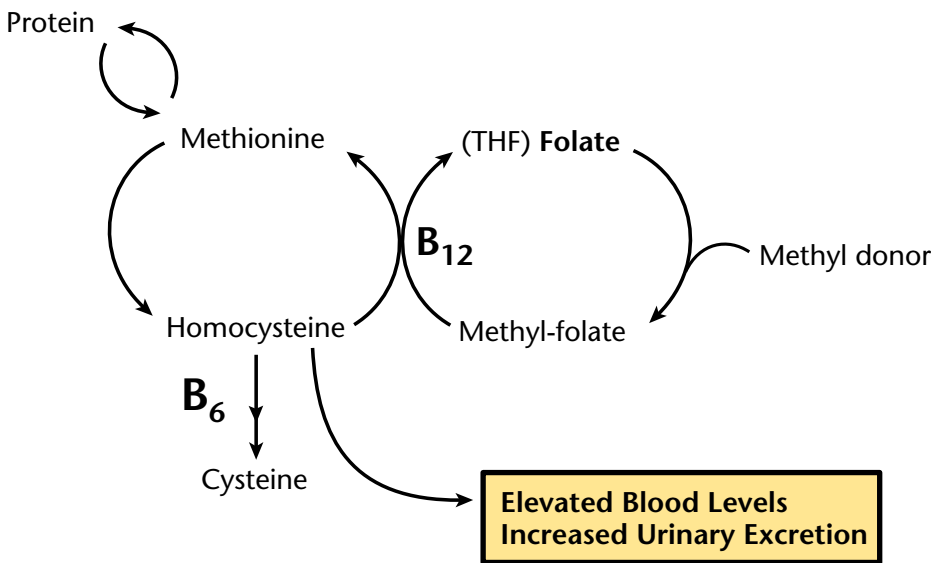 Protein
Methionine
(THF) Folate
B₁₂
Methyl donor
Homocysteine
Methyl-folate
B₆
Cysteine
Elevated Blood Levels
Increased Urinary Excretion